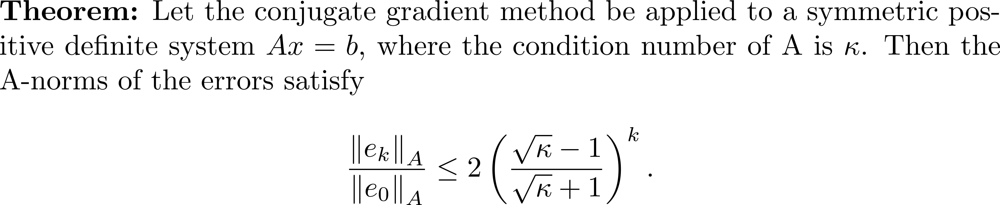 Theorem: Let the conjugate gradient method be applied to a symmetric pos-
itive definite system Ax = b, where the condition number of A is κ. Then the
A-norms of the errors satisfy
\frac{\|e_k\|_A}{\|e_0\|_A} \leq 2 \left( \frac{\sqrt{\kappa} - 1}{\sqrt{\kappa} + 1} \right)^k .